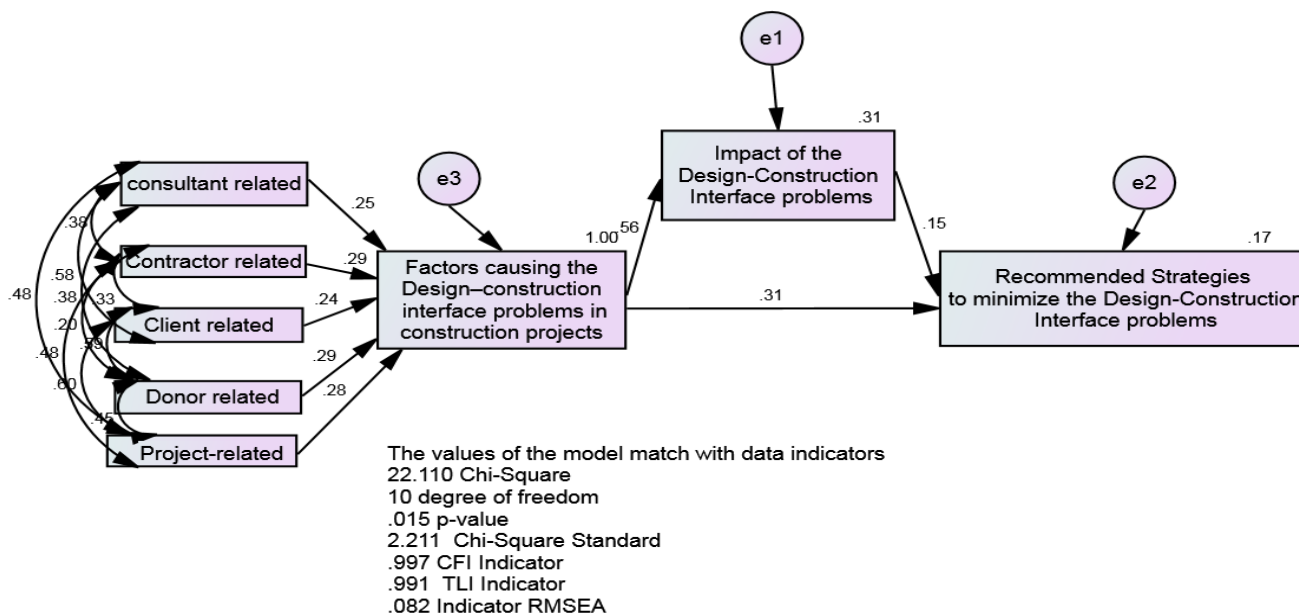 e1
.31
Impact of the
Design-Construction
Interface problems
e3
e2
consultant related
.25
.38
.56
1.00
.15
.17
Contractor related
.29
Factors causing the
Design–construction
interface problems in
construction projects
Recommended Strategies
to minimize the Design-Construction
Interface problems
.58
.48
.38
.33
Client related
.24
.31
.20
.59
.48
.29
.60
Donor related
.28
.45
Project-related
The values of the model match with data indicators
22.110 Chi-Square
10 degree of freedom
.015 p-value
2.211 Chi-Square Standard
.997 CFI Indicator
.991 TLI Indicator
.082 Indicator RMSEA